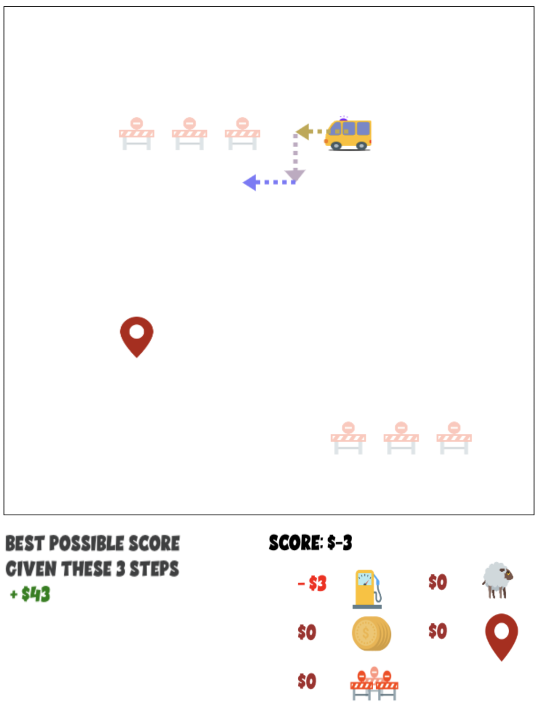 BEST POSSIBLE SCORE
GIVEN THESE 3 STEPS
+ $43
SCORE: $-3
- $3
$0
$0
$0
$0